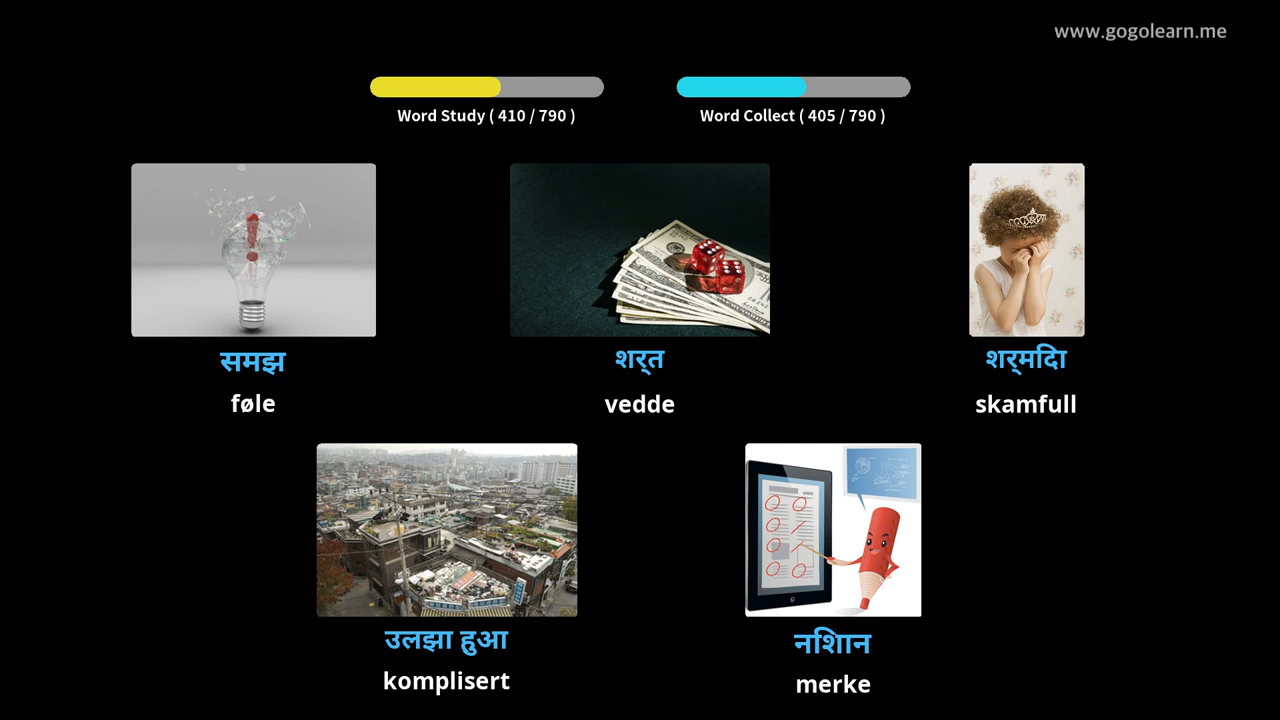 www.gogolearn.me
Word Study ( 410 / 790 )
Word Collect ( 405 / 790 )
समझ
शर्‌त
शर्‌मदिा
føle
vedde
skamfull
उलझा हुआ
नशिान
komplisert
merke